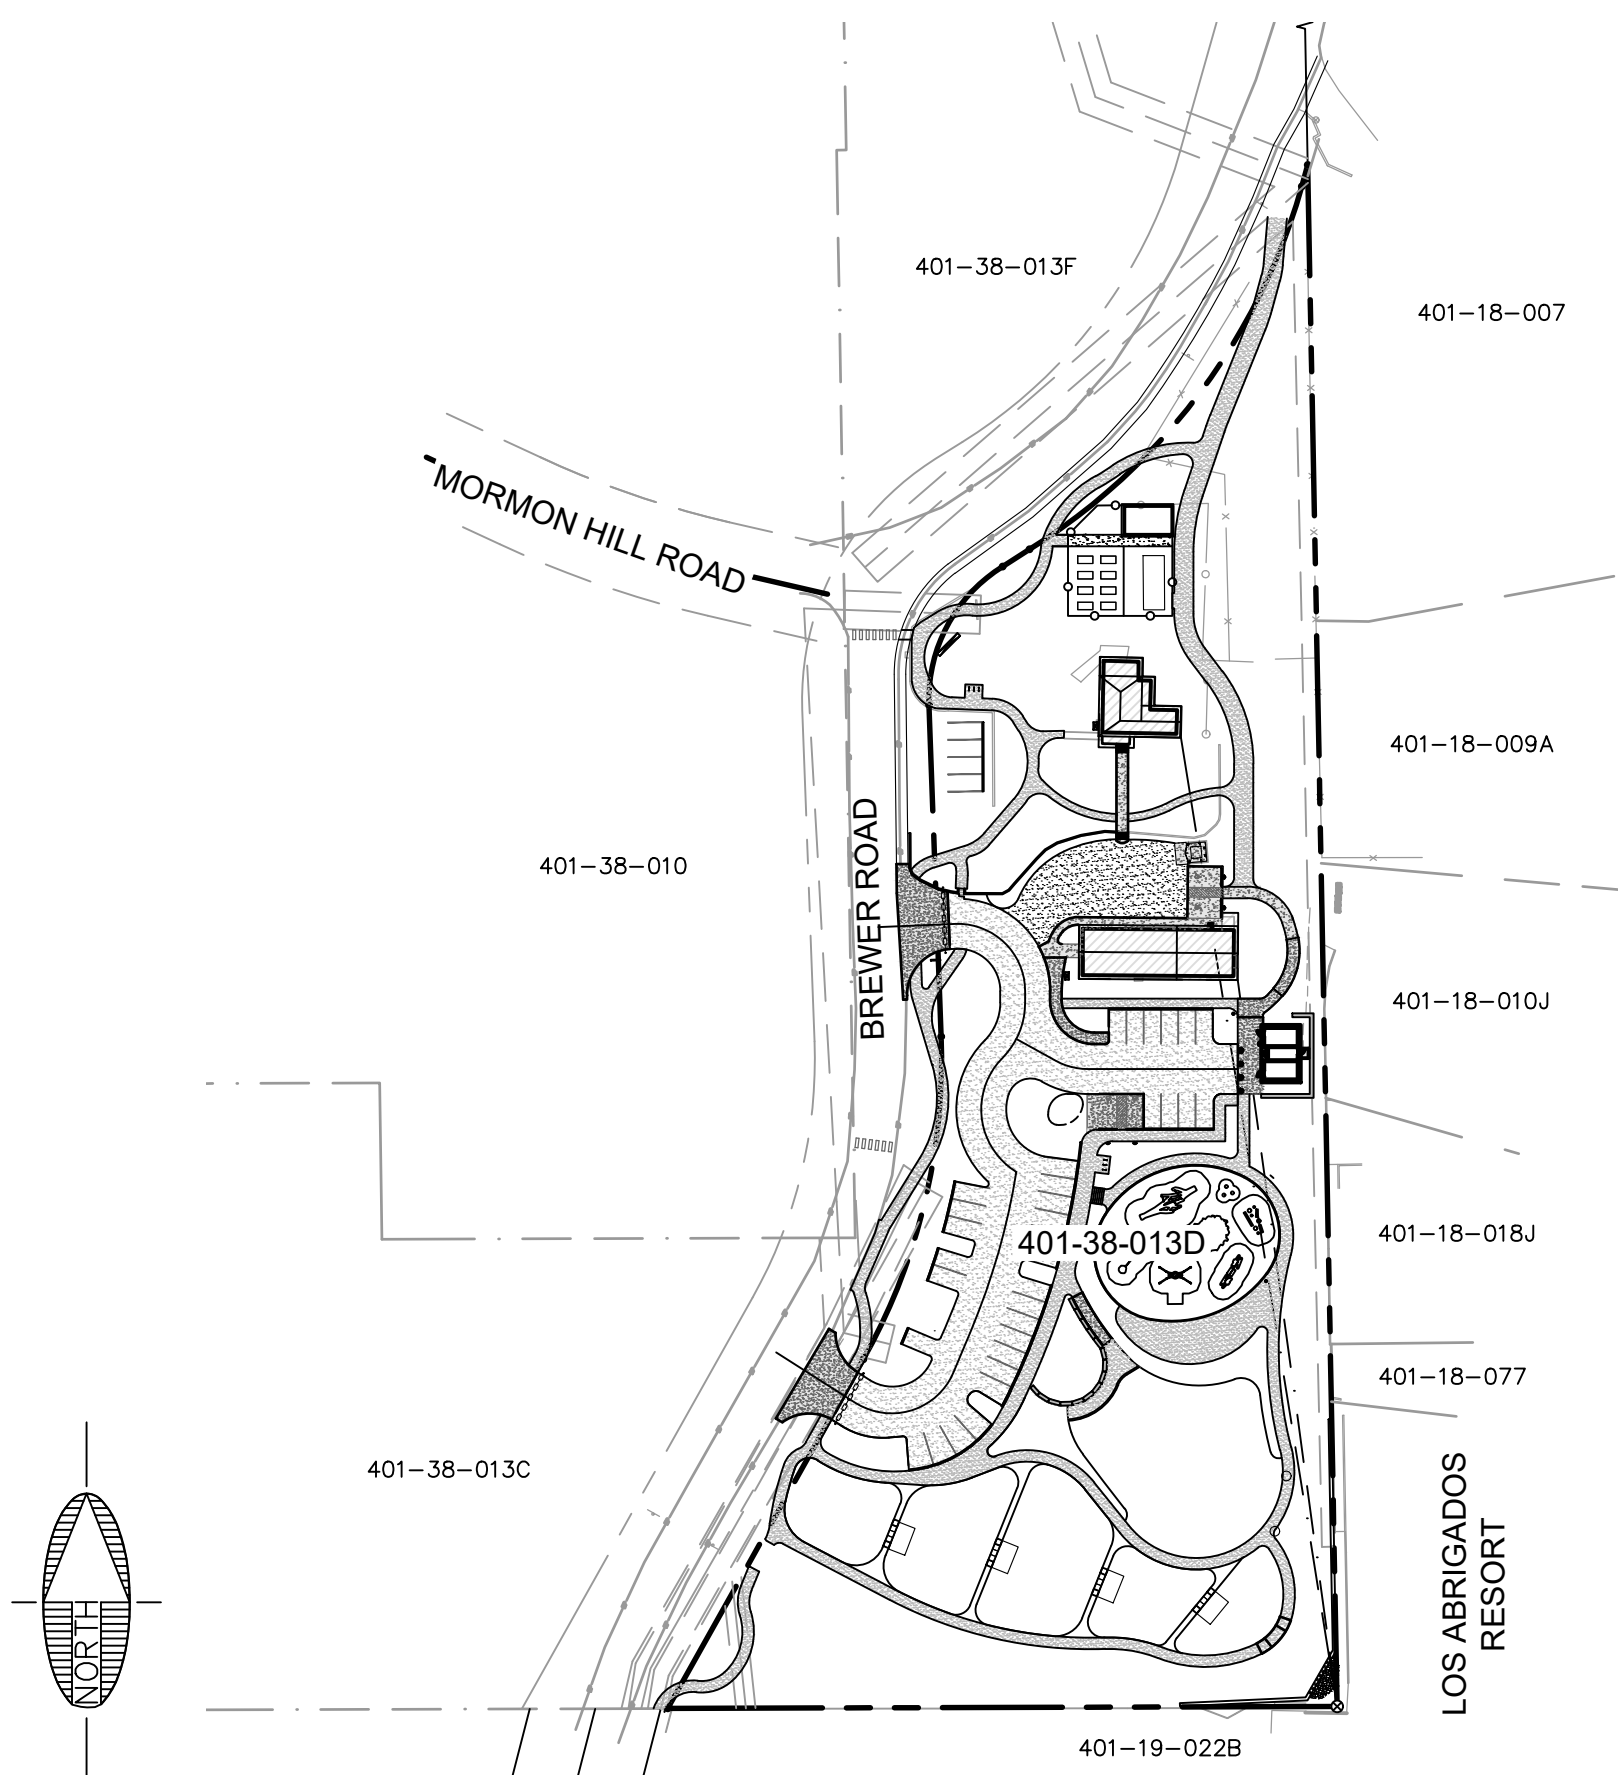 401-38-013F
401-18-007
MORMON HILL ROAD
401-18-009A
BREWER ROAD
401-38-010
401-18-010J
401-38-013D
401-18-018J
401-18-077
401-38-013C
LOS ABRIGADOS
RESORT
NORTH
401-19-022B